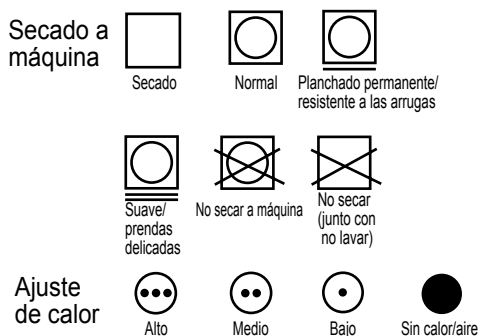 Secado a
máquina
Secado
Normal
Planchado permanente/
resistente a las arrugas
Suave/
prendas
delicadas
No secar a máquina
No secar
(junto con
no lavar)
Ajuste
de calor
Alto
Medio
Bajo
Sin calor/aire